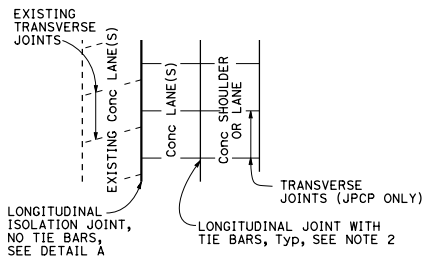 EXISTING
TRANSVERSE
JOINTS
EXISTING Conc LANE(S)
Conc LANE(S)
Conc SHOULDER
OR LANE
TRANSVERSE
JOINTS (JPCP ONLY)
LONGITUDINAL
ISOLATION JOINT,
NO TIE BARS,
SEE DETAIL A
LONGITUDINAL JOINT WITH
TIE BARS, Typ, SEE NOTE 2